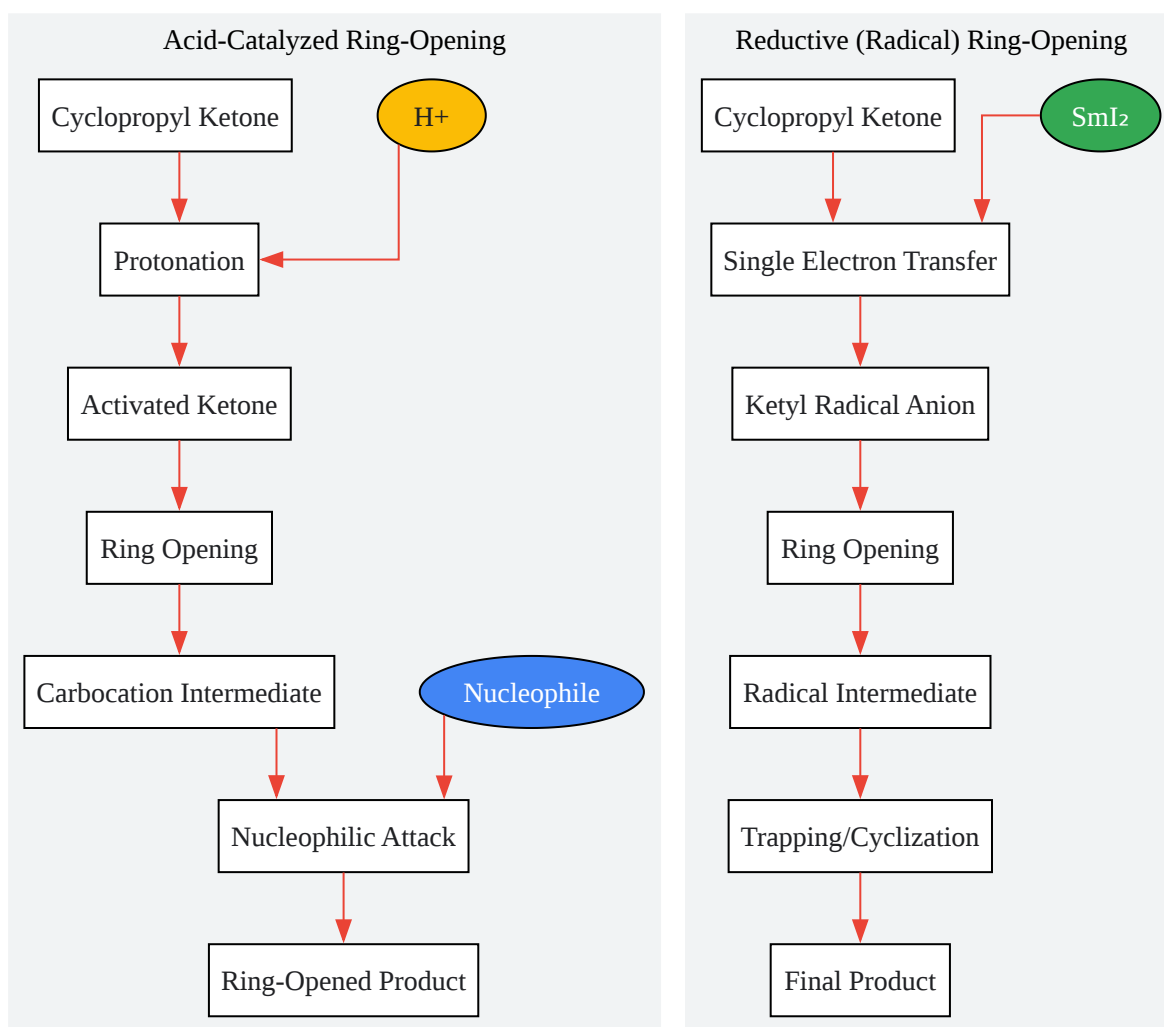 Acid-Catalyzed Ring-Opening
Cyclopropyl Ketone
H+
Protonation
Activated Ketone
Ring Opening
Carbocation Intermediate
Nucleophile
Nucleophilic Attack
Ring-Opened Product
Reductive (Radical) Ring-Opening
Cyclopropyl Ketone
SmI₂
Single Electron Transfer
Ketyl Radical Anion
Ring Opening
Radical Intermediate
Trapping/Cyclization
Final Product